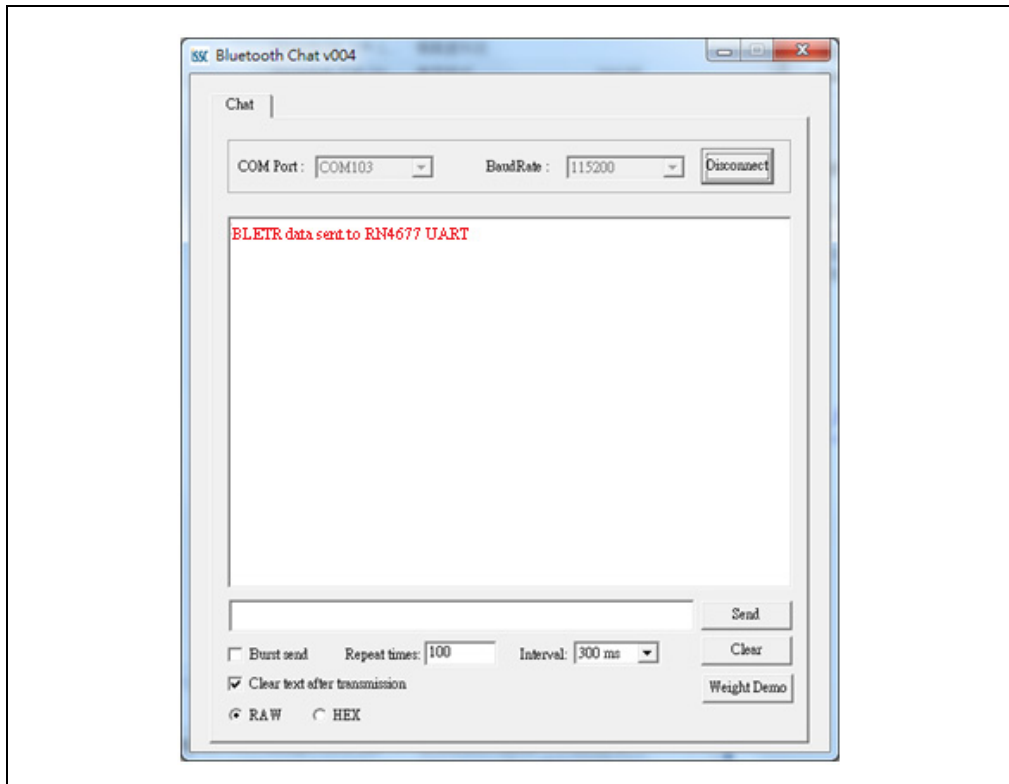 ISSC Bluetooth Chat v004
Chat
COM Port : COM103 BaudRate : 115200 Disconnect
BLETR data sent to RN4677 UART
Send
Burst send Repeat times: 100 Interval: 300 ms Clear
Clear text after transmission
Weight Demo
RAW HEX